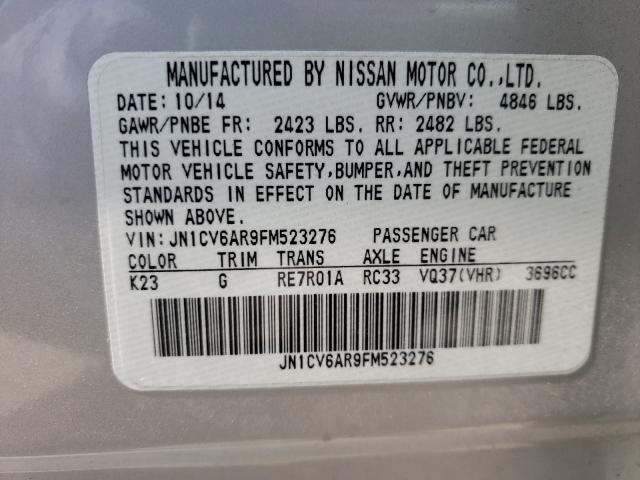 MANUFACTURED BY NISSAN MOTOR CO.,LTD.
DATE: 10/14 GVWR/PNBV: 4846 LBS.
GAWR/PNBE FR: 2423 LBS. RR: 2482 LBS.
THIS VEHICLE CONFORMS TO ALL APPLICABLE FEDERAL
MOTOR VEHICLE SAFETY,BUMPER,AND THEFT PREVENTION
STANDARDS IN EFFECT ON THE DATE OF MANUFACTURE
SHOWN ABOVE.
VIN:JN1CV6AR9FM523276 PASSENGER CAR
COLOR TRIM TRANS AXLE ENGINE
K23 G RE7R01A RC33 VQ37(VHR) 3696CC
JN1CV6AR9FM523276